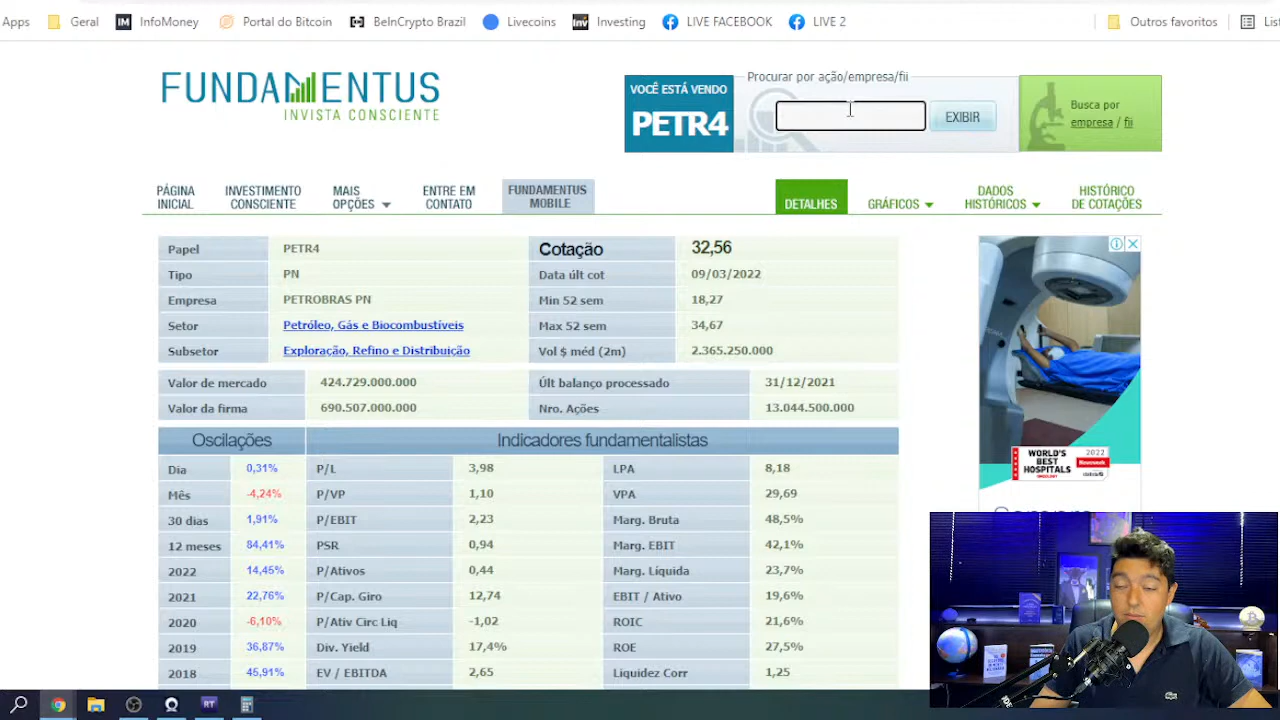 Apps Geral InfoMoney Portal do Bitcoin BeInCrypto Brazil Livecoins Investing LIVE FACEBOOK LIVE 2 Outros favoritos
FUNDAMENTUS
INVISTA CONSCIENTE
VOCÊ ESTÁ VENDO
PETR4
Procurar por ação/empresa/fii
EXIBIR
Busca por
empresa / fii
PÁGINA INICIAL
INVESTIMENTO CONSCIENTE
MAIS OPÇÕES
ENTRE EM CONTATO
FUNDAMENTUS MOBILE
DETALHES
GRÁFICOS
DADOS HISTÓRICOS
HISTÓRICO DE COTAÇÕES
Papel PETR4 Cotação 32,56
Tipo PN Data últ cot 09/03/2022
Empresa PETROBRAS PN Min 52 sem 18,27
Setor Petróleo, Gás e Biocombustíveis Max 52 sem 34,67
Subsetor Exploração, Refino e Distribuição Vol $ méd (2m) 2.365.250.000
Valor de mercado 424.729.000.000 Últ balanço processado 31/12/2021
Valor da firma 690.507.000.000 Nro. Ações 13.044.500.000
Oscilações Indicadores fundamentalistas
Dia 0,31% P/L 3,98 LPA 8,18
Mês -4,24% P/VP 1,10 VPA 29,69
30 dias 1,91% P/EBIT 2,23 Marg. Bruta 48,5%
12 meses 84,41% PSR 0,94 Marg. EBIT 42,1%
2022 14,45% P/Ativos 0,44 Marg. Líquida 23,7%
2021 22,76% P/Cap. Giro 12,74 EBIT / Ativo 19,6%
2020 -6,10% P/Ativ Circ Liq -1,02 ROIC 21,6%
2019 36,87% Div. Yield 17,4% ROE 27,5%
2018 45,91% EV / EBITDA 2,65 Liquidez Corr 1,25
WORLD'S BEST HOSPITALS
2022
Newsweek